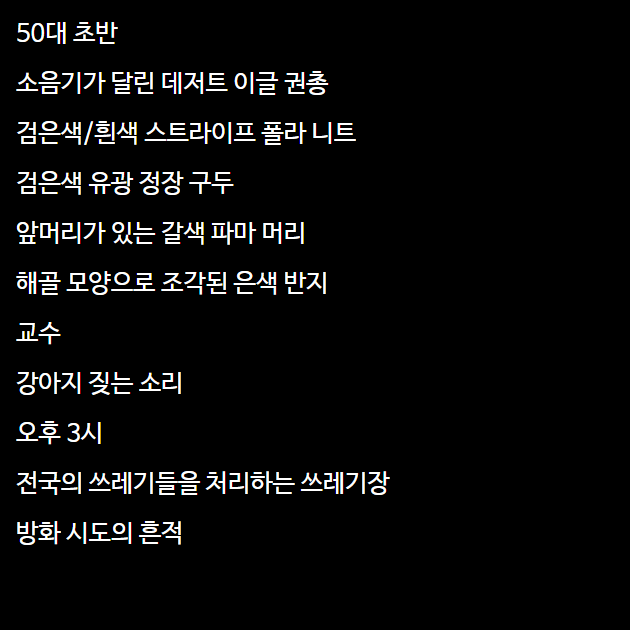 50대 초반
소음기가 달린 데저트 이글 권총
검은색/흰색 스트라이프 폴라 니트
검은색 유광 정장 구두
앞머리가 있는 갈색 파마 머리
해골 모양으로 조각된 은색 반지
교수
강아지 짖는 소리
오후 3시
전국의 쓰레기들을 처리하는 쓰레기장
방화 시도의 흔적